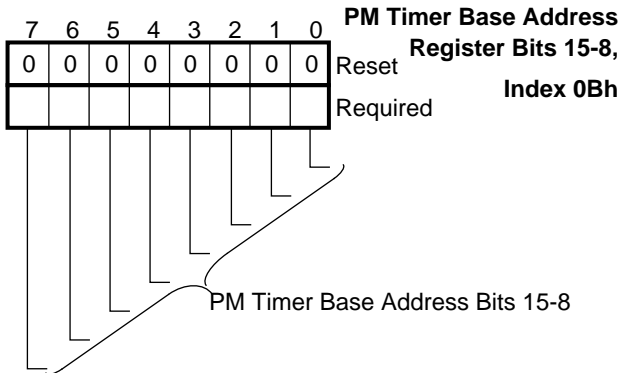 PM Timer Base Address
Register Bits 15-8,
Index 0Bh
7 6 5 4 3 2 1 0
0 0 0 0 0 0 0 0 Reset
Required
PM Timer Base Address Bits 15-8